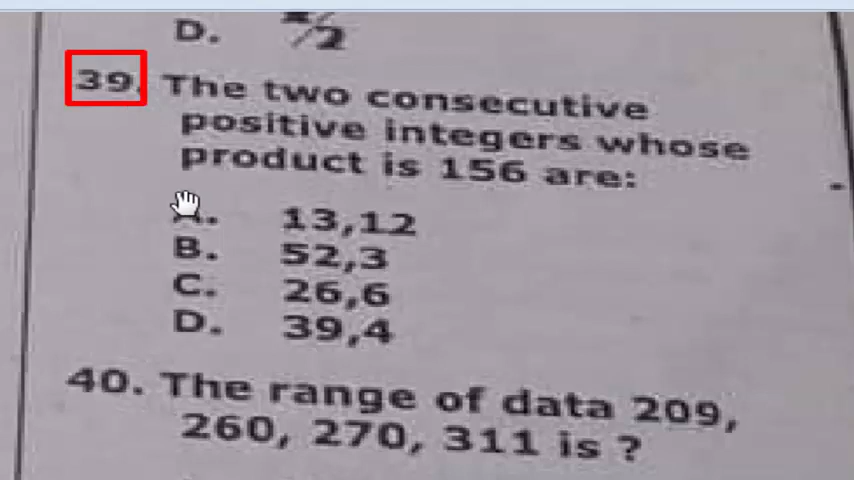 D. π/2
39. The two consecutive
positive integers whose
product is 156 are:
A. 13,12
B. 52,3
C. 26,6
D. 39,4
40. The range of data 209,
260, 270, 311 is ?